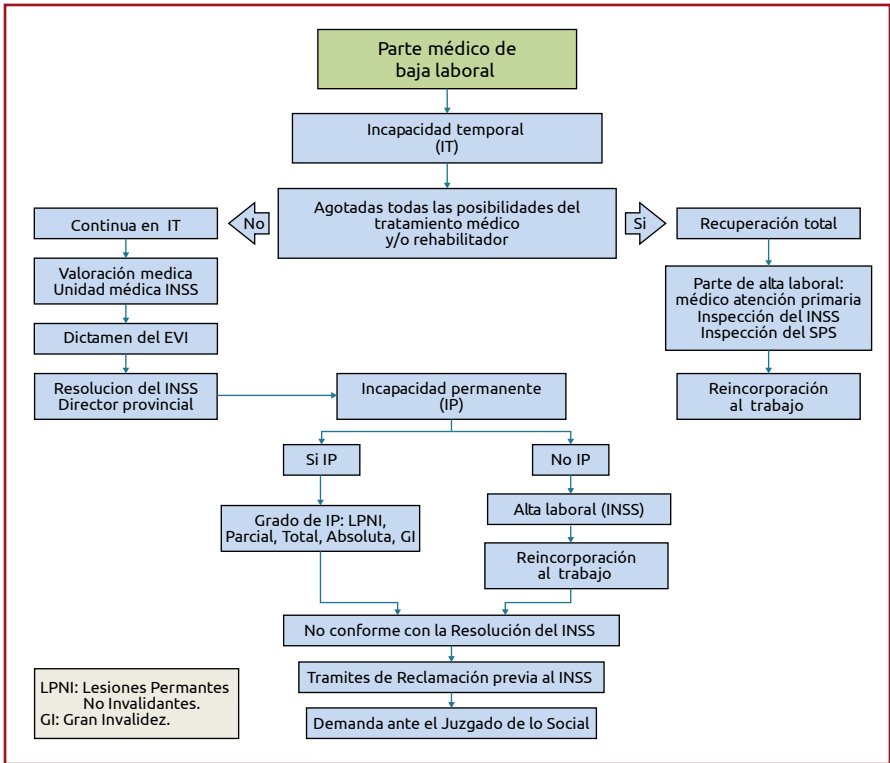 Parte médico de
baja laboral
Incapacidad temporal
(IT)
Agotadas todas las posibilidades del
tratamiento médico
y/o rehabilitador
No
Si
Continua en IT
Valoración medica
Unidad médica INSS
Dictamen del EVI
Resolucion del INSS
Director provincial
Recuperación total
Parte de alta laboral:
médico atención primaria
Inspección del INSS
Inspección del SPS
Reincorporación
al trabajo
Incapacidad permanente
(IP)
Si IP
No IP
Grado de IP: LPNI,
Parcial, Total, Absoluta, GI
Alta laboral (INSS)
Reincorporación
al trabajo
No conforme con la Resolución del INSS
Tramites de Reclamación previa al INSS
Demanda ante el Juzgado de lo Social
LPNI: Lesiones Permantes
No Invalidantes.
GI: Gran Invalidez.